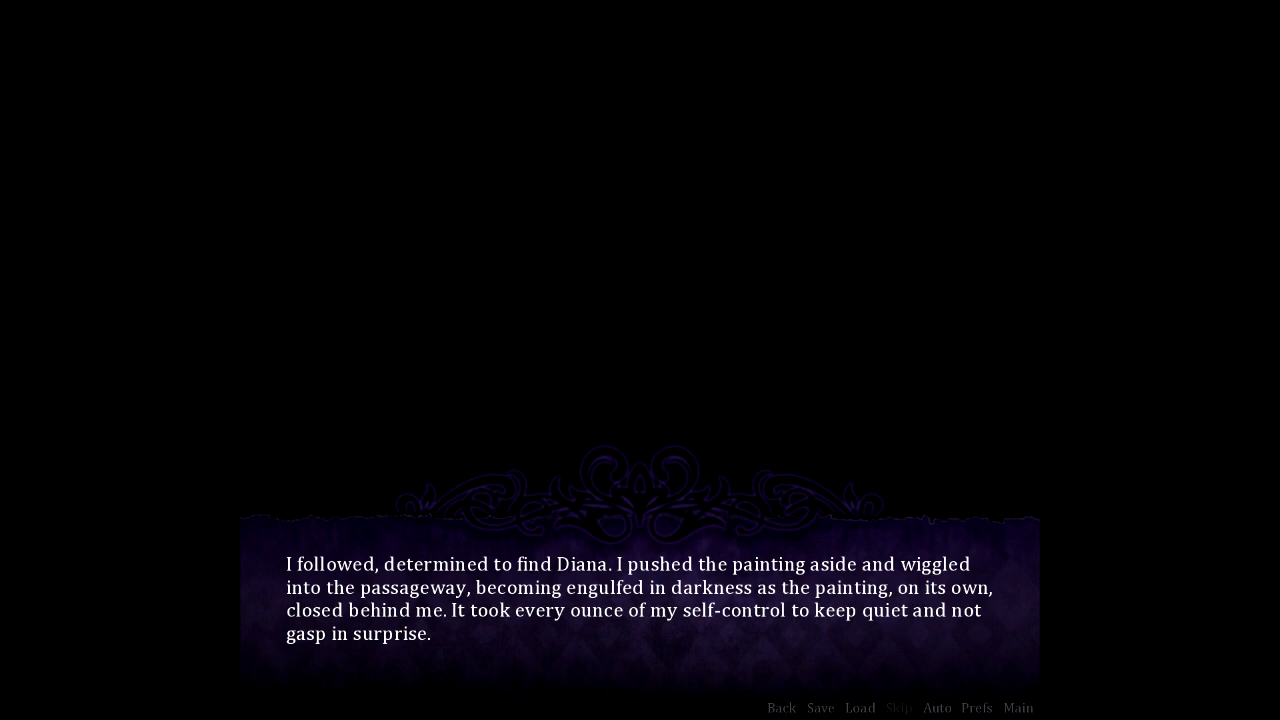 I followed, determined to find Diana. I pushed the painting aside and wiggled
into the passageway, becoming engulfed in darkness as the painting, on its own,
closed behind me. It took every ounce of my self-control to keep quiet and not
gasp in surprise.
Back Save Load Skip Auto Prefs Main